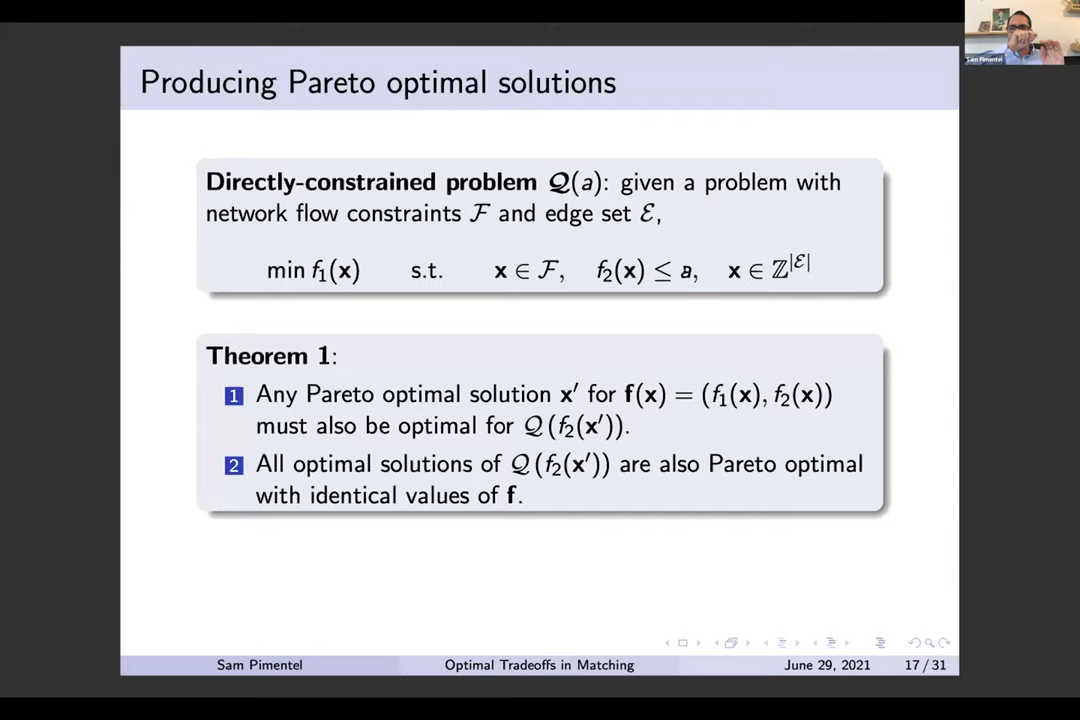 Sam Pimentel
Producing Pareto optimal solutions
Directly-constrained problem 𝒬(a): given a problem with
network flow constraints ℱ and edge set ℰ,
min f₁(x) s.t. x ∈ ℱ, f₂(x) ≤ a, x ∈ ℤ^|ℰ|
Theorem 1:
1 Any Pareto optimal solution x′ for f(x) = (f₁(x), f₂(x))
must also be optimal for 𝒬(f₂(x′)).
2 All optimal solutions of 𝒬(f₂(x′)) are also Pareto optimal
with identical values of f.
Sam Pimentel Optimal Tradeoffs in Matching June 29, 2021 17 / 31